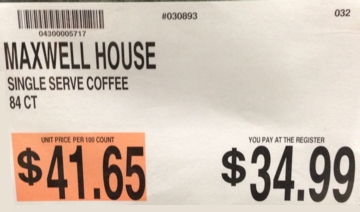 #030893 032
04300005717
MAXWELL HOUSE
SINGLE SERVE COFFEE
84 CT
UNIT PRICE PER 100 COUNT YOU PAY AT THE REGISTER
$41.65 $34.99